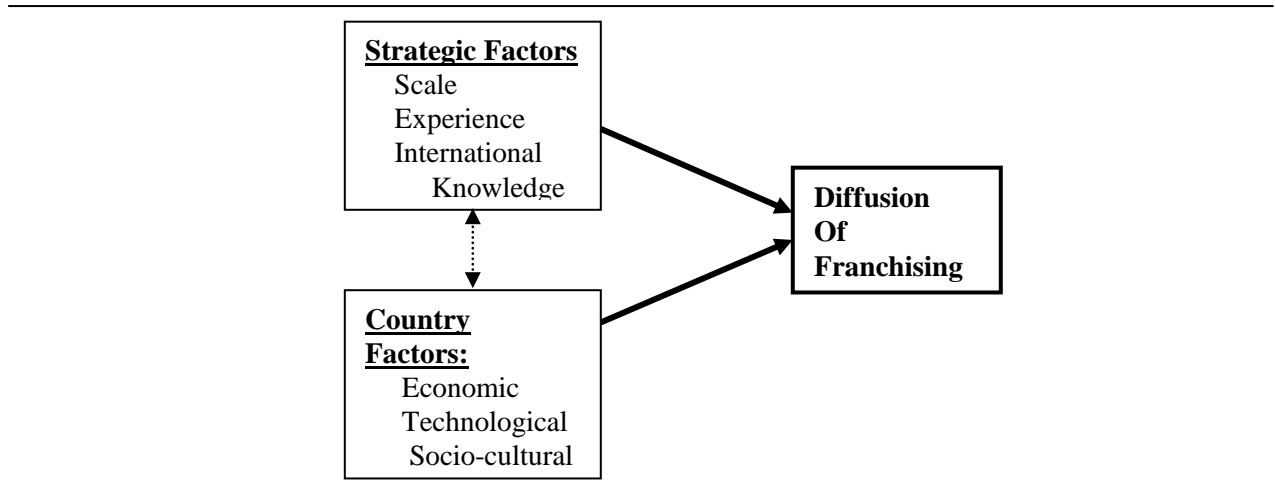 Strategic Factors
Scale
Experience
International
Knowledge
Diffusion
Of
Franchising
Country
Factors:
Economic
Technological
Socio-cultural